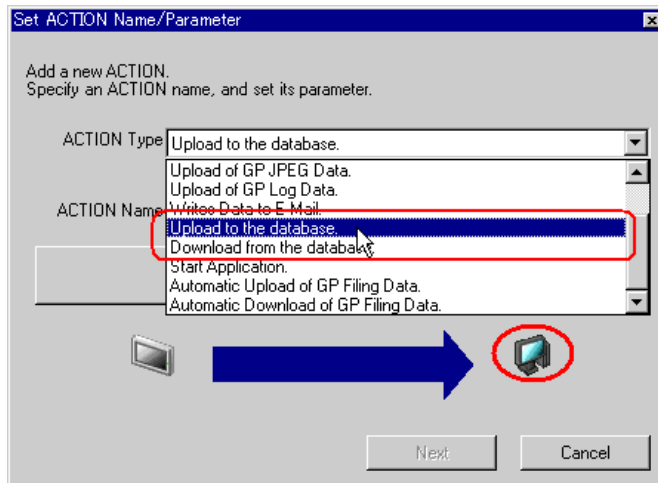 Set ACTION Name/Parameter
Add a new ACTION.
Specify an ACTION name, and set its parameter.
ACTION Type
Upload to the database.
Upload of GP JPEG Data.
Upload of GP Log Data.
ACTION Name
Writes Data to E-Mail.
Upload to the database.
Download from the database.
Start Application.
Automatic Upload of GP Filing Data.
Automatic Download of GP Filing Data.
Next
Cancel